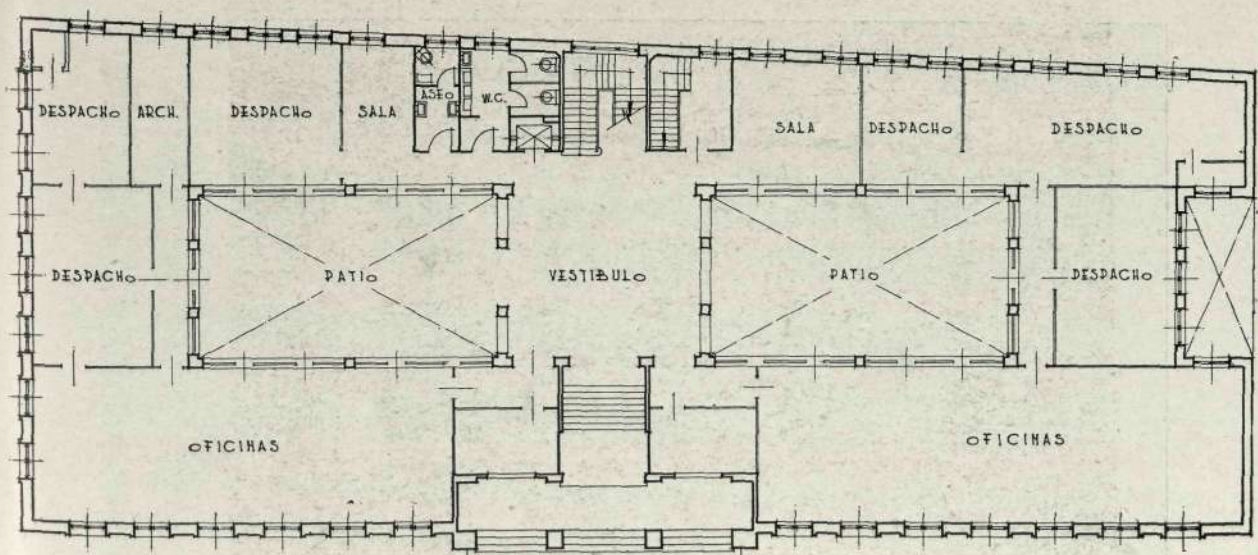 DESPACHO
ARCH.
DESPACHO
SALA
ASEO
W.C.
SALA
DESPACHO
DESPACHO
DESPACHO
PATIO
VESTIBULO
PATIO
DESPACHO
OFICINAS
OFICINAS